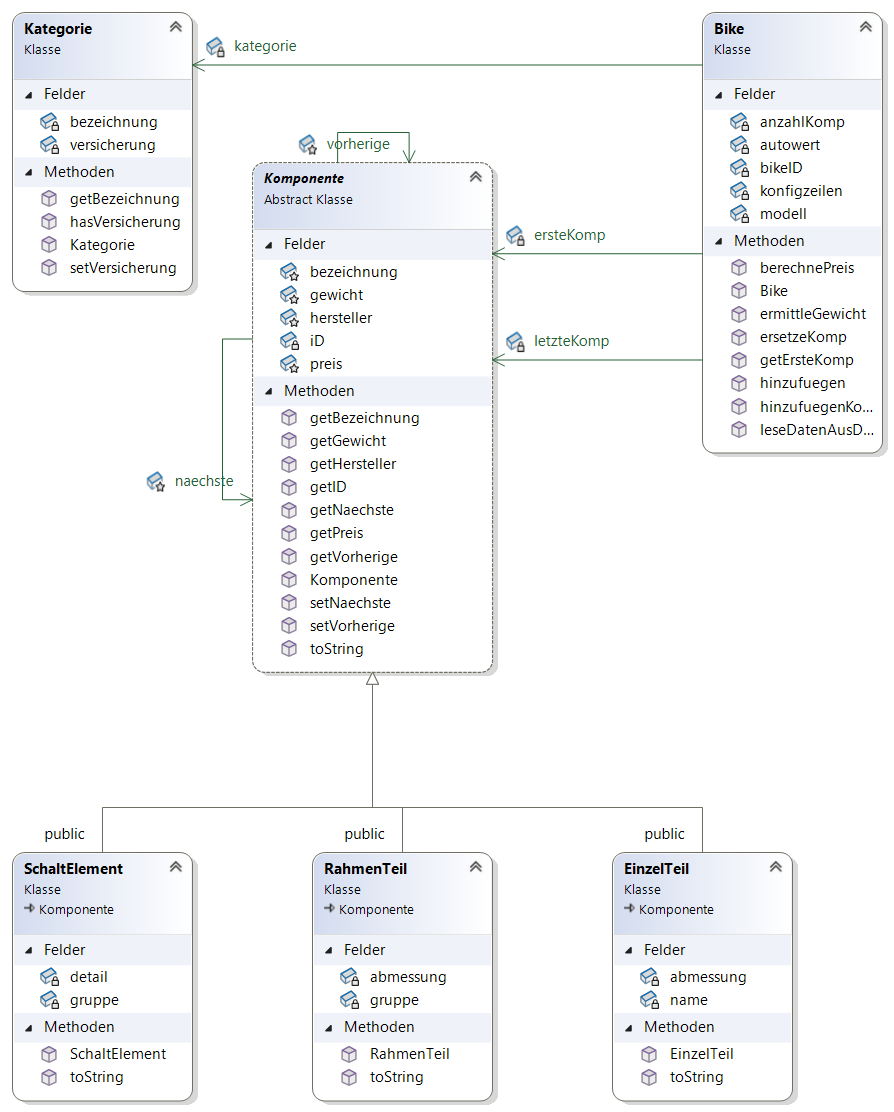 Kategorie
Klasse
Felder
bezeichnung
versicherung
Methoden
getBezeichnung
hasVersicherung
Kategorie
setVersicherung
kategorie
Bike
Klasse
Felder
anzahlKomp
autowert
bikeID
konfigzeilen
modell
Methoden
berechnePreis
Bike
ermittleGewicht
ersetzeKomp
getErsteKomp
hinzufuegen
hinzufuegenKo...
leseDatenAusD...
vorherige
ersteKomp
letzteKomp
naechste
Komponente
Abstract Klasse
Felder
bezeichnung
gewicht
hersteller
iD
preis
Methoden
getBezeichnung
getGewicht
getHersteller
getID
getNaechste
getPreis
getVorherige
Komponente
setNaechste
setVorherige
toString
public
SchaltElement
Klasse
Komponente
Felder
detail
gruppe
Methoden
SchaltElement
toString
public
RahmenTeil
Klasse
Komponente
Felder
abmessung
gruppe
Methoden
RahmenTeil
toString
public
EinzelTeil
Klasse
Komponente
Felder
abmessung
name
Methoden
EinzelTeil
toString